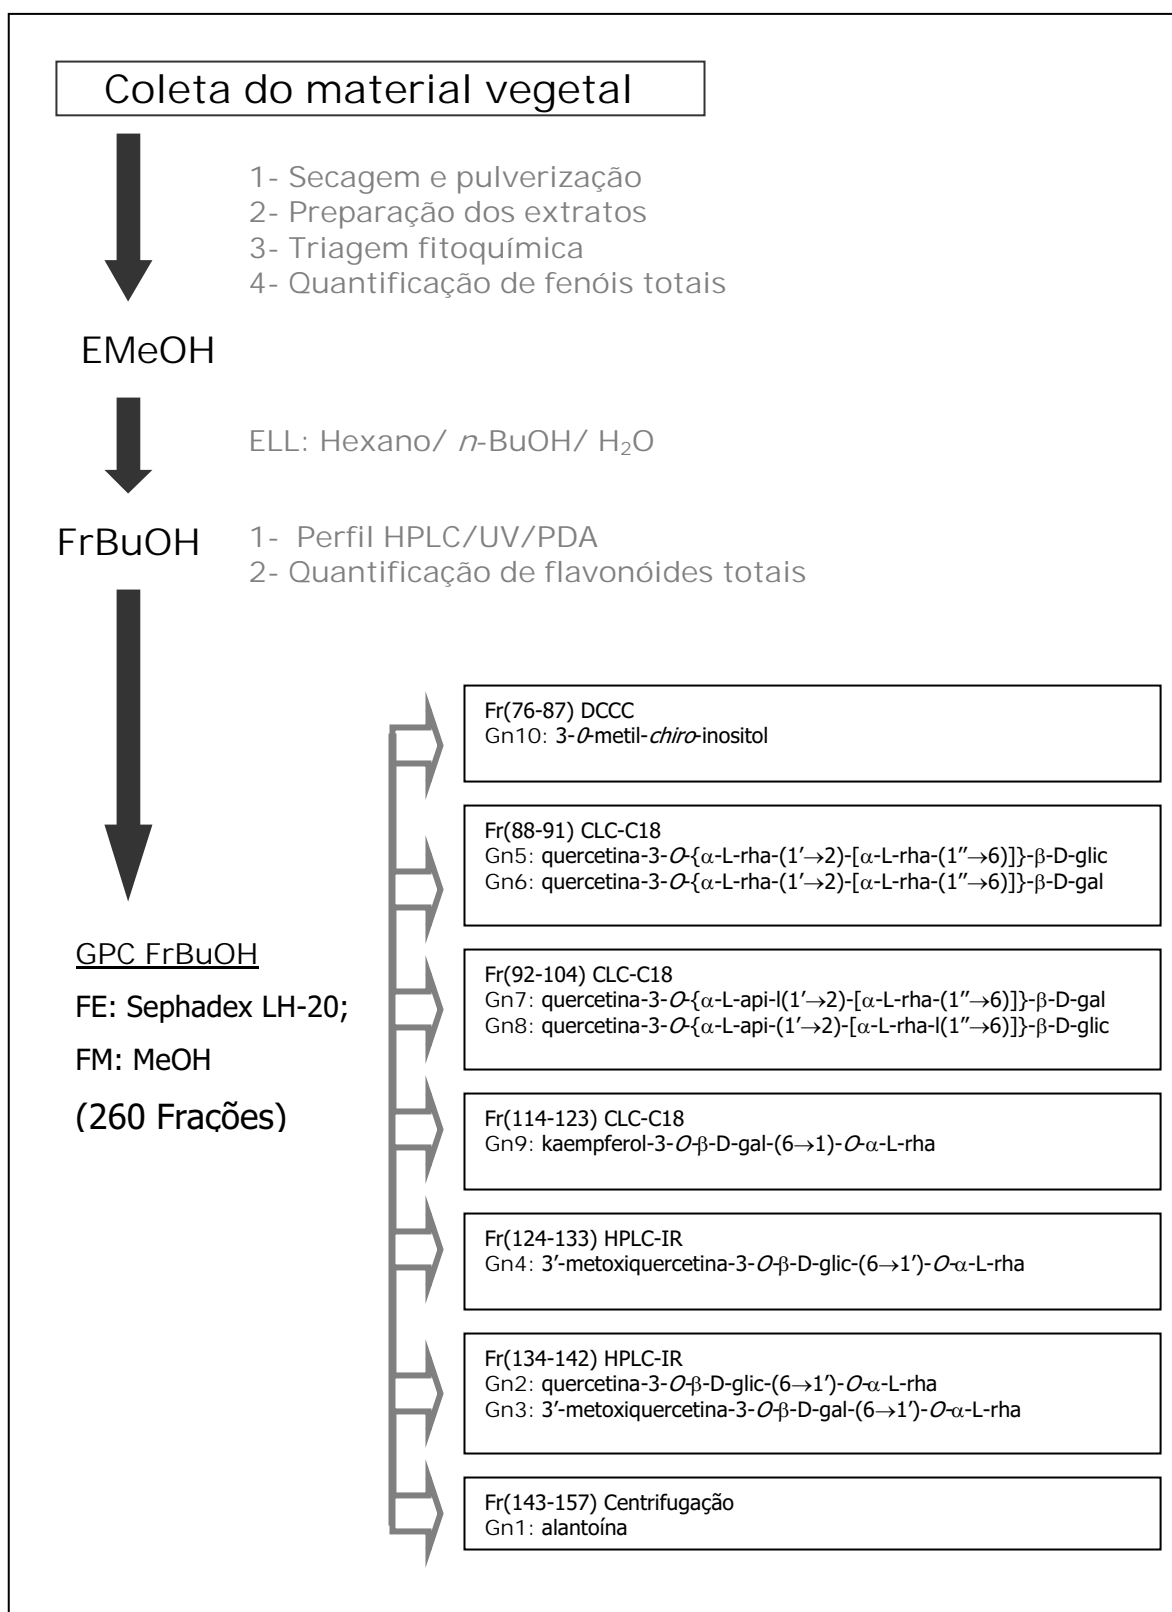 Coleta do material vegetal
1- Secagem e pulverização
2- Preparação dos extratos
3- Triagem fitoquímica
4- Quantificação de fenóis totais
EMeOH
ELL: Hexano/ n-BuOH/ H₂O
FrBuOH
1- Perfil HPLC/UV/PDA
2- Quantificação de flavonóides totais
GPC FrBuOH
FE: Sephadex LH-20;
FM: MeOH
(260 Frações)
Fr(76-87) DCCC
Gn10: 3-0-metil-chiro-inositol
Fr(88-91) CLC-C18
Gn5: quercetina-3-O-{α-L-rha-(1′→2)-[α-L-rha-(1″→6)]}-β-D-glic
Gn6: quercetina-3-O-{α-L-rha-(1′→2)-[α-L-rha-(1″→6)]}-β-D-gal
Fr(92-104) CLC-C18
Gn7: quercetina-3-O-{α-L-api-l(1′→2)-[α-L-rha-(1″→6)]}-β-D-gal
Gn8: quercetina-3-O-{α-L-api-(1′→2)-[α-L-rha-l(1″→6)]}-β-D-glic
Fr(114-123) CLC-C18
Gn9: kaempferol-3-O-β-D-gal-(6→1)-O-α-L-rha
Fr(124-133) HPLC-IR
Gn4: 3′-metoxiquercetina-3-O-β-D-glic-(6→1′)-O-α-L-rha
Fr(134-142) HPLC-IR
Gn2: quercetina-3-O-β-D-glic-(6→1′)-O-α-L-rha
Gn3: 3′-metoxiquercetina-3-O-β-D-gal-(6→1′)-O-α-L-rha
Fr(143-157) Centrifugação
Gn1: alantoína